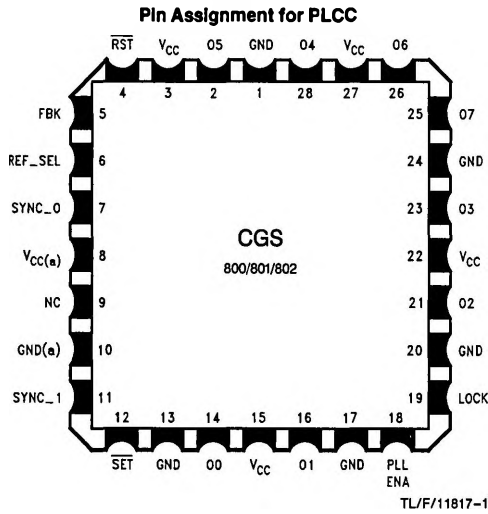 Pin Assignment for PLCC
RST VCC O5 GND O4 VCC O6
4 3 2 1 28 27 26
FBK 5 25 O7
REF_SEL 6 24 GND
SYNC_0 7 23 O3
CGS
800/801/802
VCC(a) 8 22 VCC
NC 9 21 O2
GND(a) 10 20 GND
SYNC_1 11 19 LOCK
12 13 14 15 16 17 18
SET GND O0 VCC O1 GND PLL
ENA
TL/F/11817-1